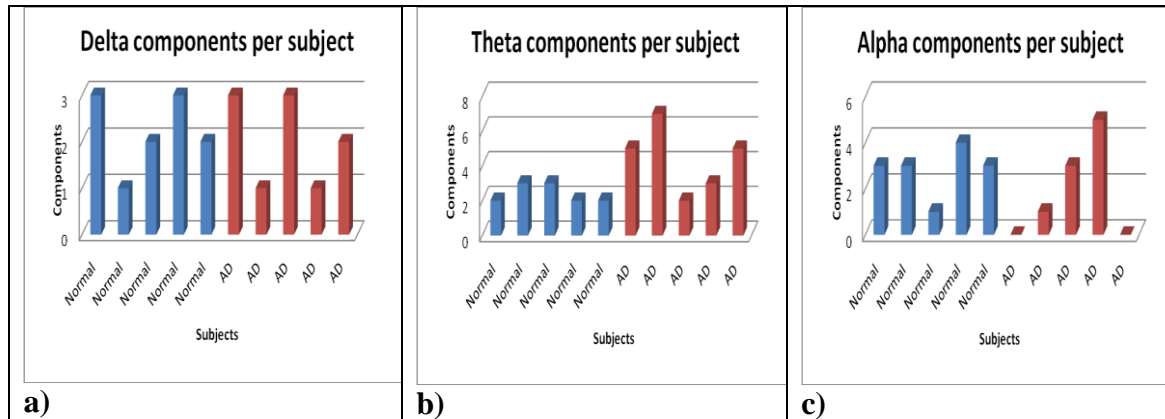 Delta components per subject
Components
3
2
1
0
Normal
Normal
Normal
Normal
Normal
AD
AD
AD
AD
AD
Subjects
a)
Theta components per subject
Components
8
6
4
2
0
Normal
Normal
Normal
Normal
Normal
AD
AD
AD
AD
AD
Subjects
b)
Alpha components per subject
Components
6
4
2
0
Normal
Normal
Normal
Normal
Normal
AD
AD
AD
AD
AD
Subjects
c)